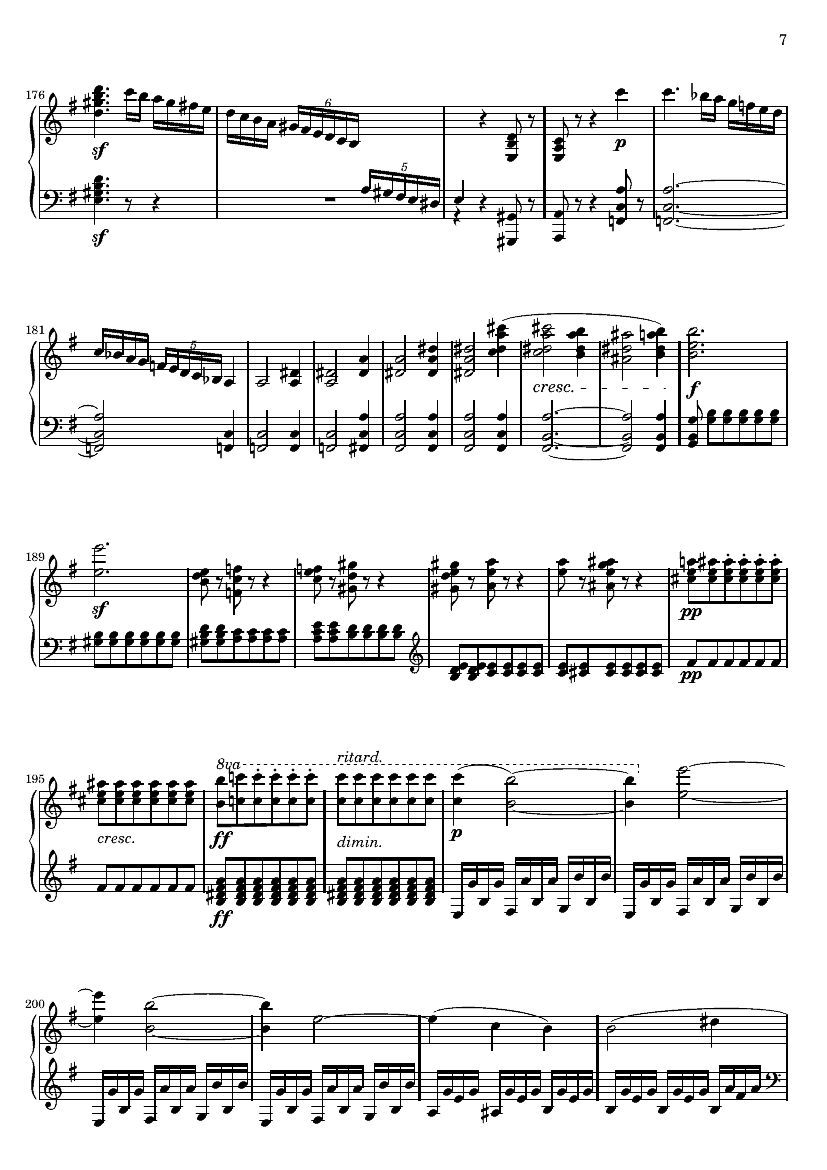 7
176
6
sf
p
5
sf
181
5
cresc.
f
189
sf
pp
pp
195
8va
ritard.
cresc.
ff
dimin.
p
ff
200